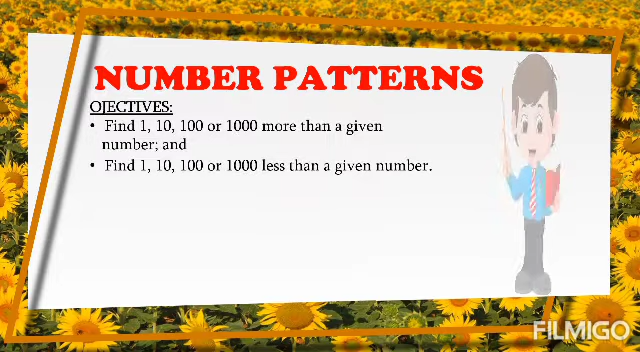 NUMBER PATTERNS
OJECTIVES:
• Find 1, 10, 100 or 1000 more than a given
number; and
• Find 1, 10, 100 or 1000 less than a given number.
FILMIGO